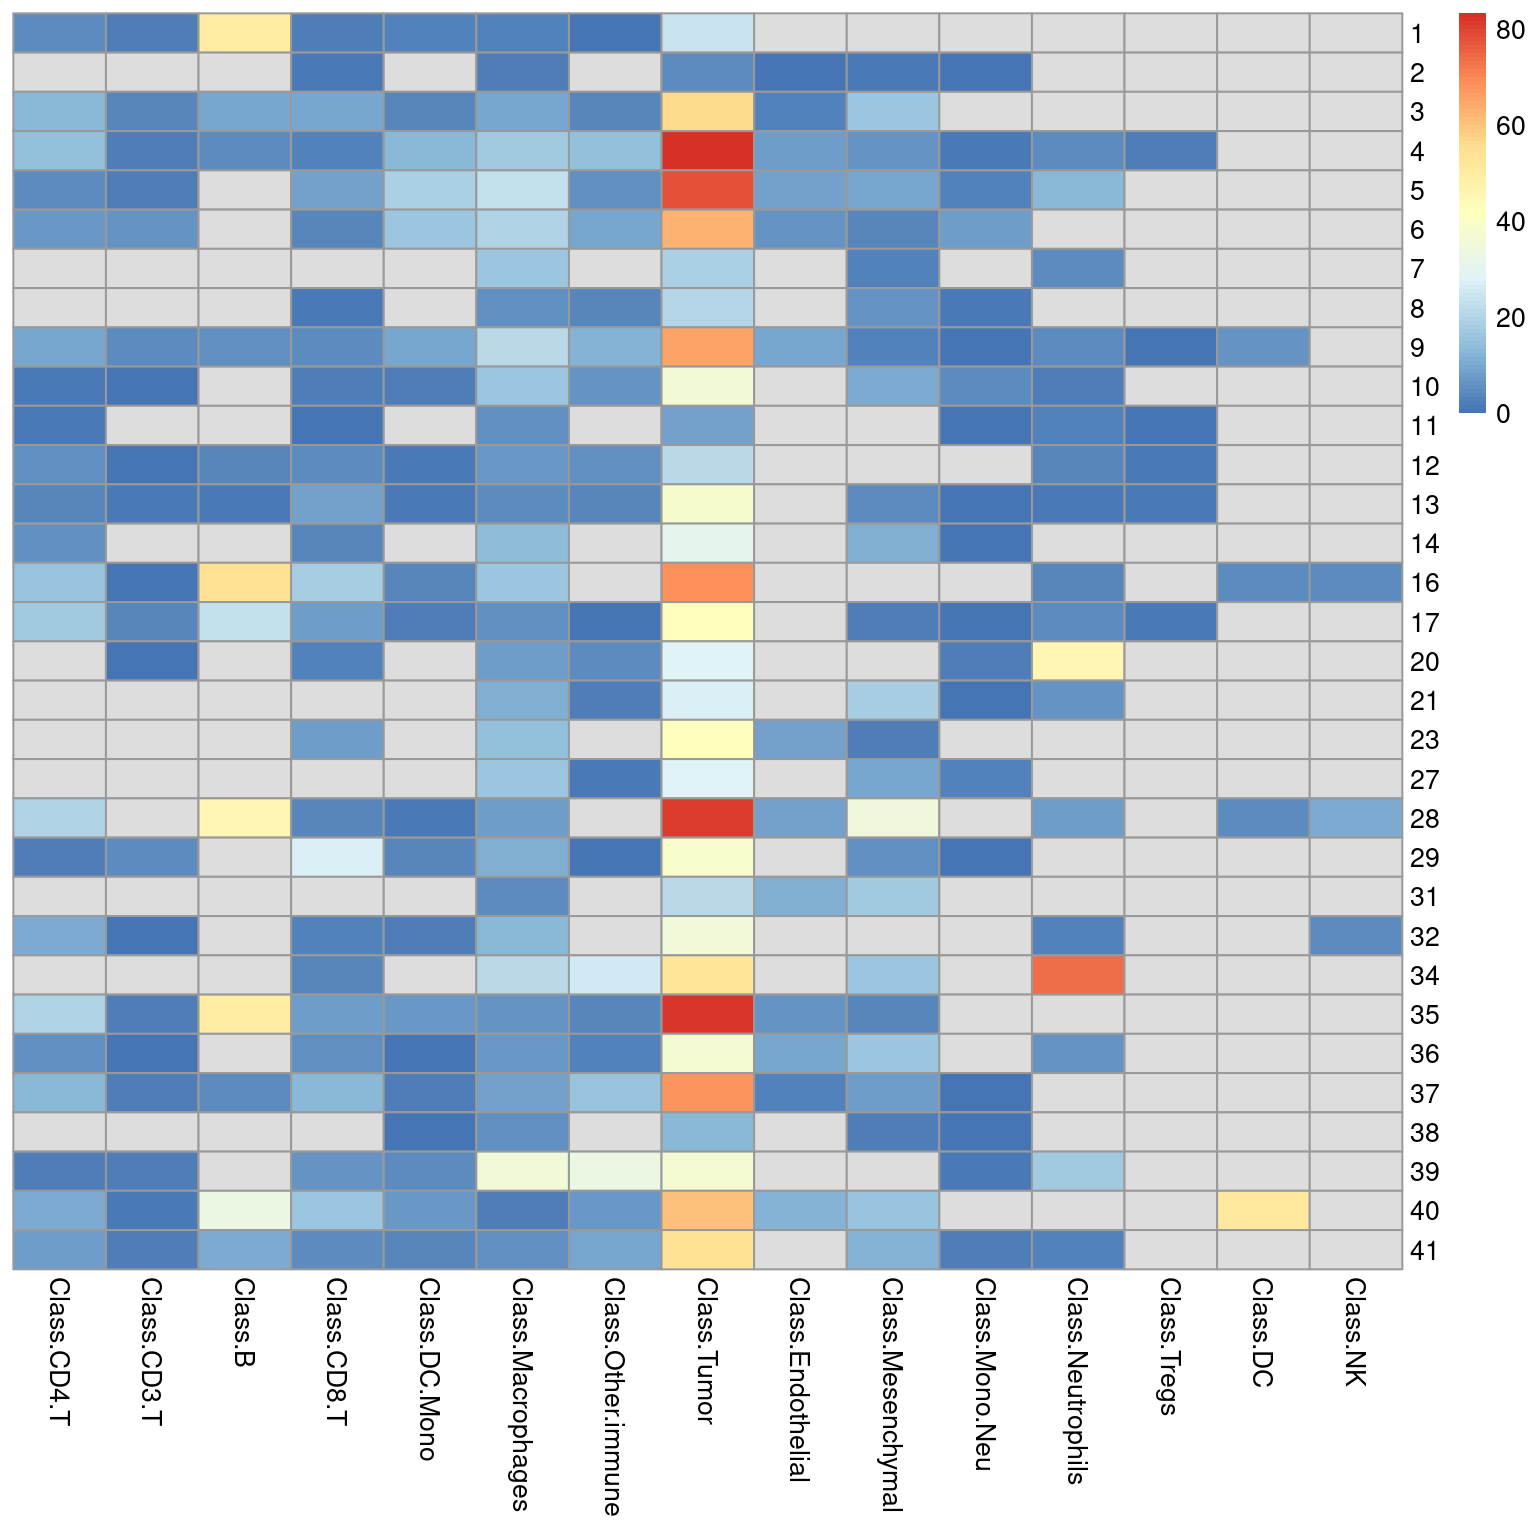 80
60
40
20
0
1
2
3
4
5
6
7
8
9
10
11
12
13
14
16
17
20
21
23
27
28
29
31
32
34
35
36
37
38
39
40
41
Class.CD4.T
Class.CD3.T
Class.B
Class.CD8.T
Class.DC.Mono
Class.Macrophages
Class.Other.immune
Class.Tumor
Class.Endothelial
Class.Mesenchymal
Class.Mono.Neu
Class.Neutrophils
Class.Tregs
Class.DC
Class.NK